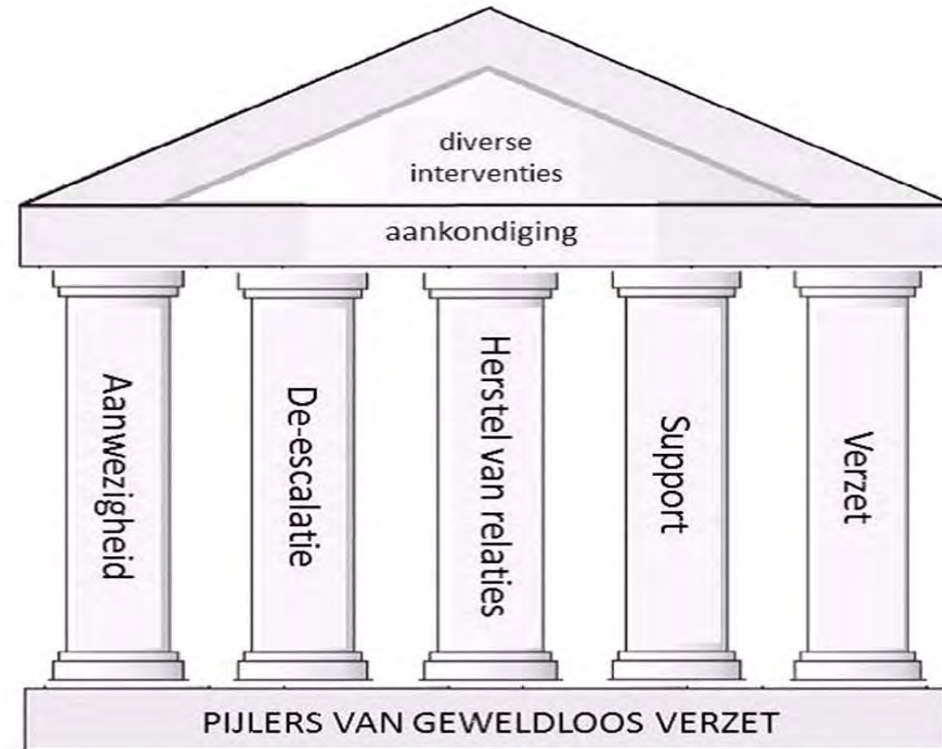 diverse
interventies
aankondiging
Aanwezigheid
De-escalatie
Herstel van relaties
Support
Verzet
PIJLERS VAN GEWELDLOOS VERZET